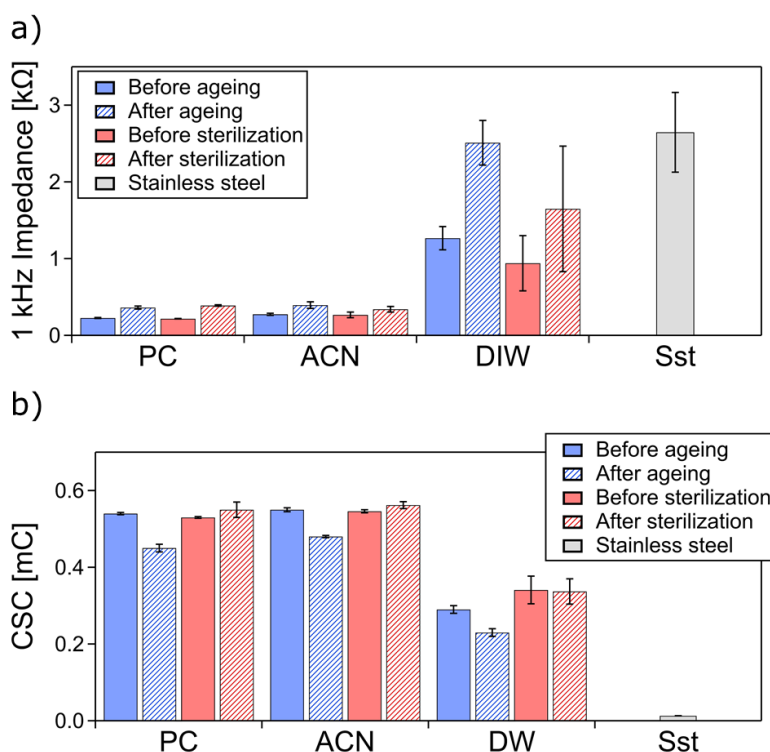 a)
1 kHz Impedance [kΩ]
3
2
1
0
Before ageing
After ageing
Before sterilization
After sterilization
Stainless steel
PC ACN DIW Sst
b)
CSC [mC]
0.6
0.4
0.2
0.0
Before ageing
After ageing
Before sterilization
After sterilization
Stainless steel
PC ACN DW Sst